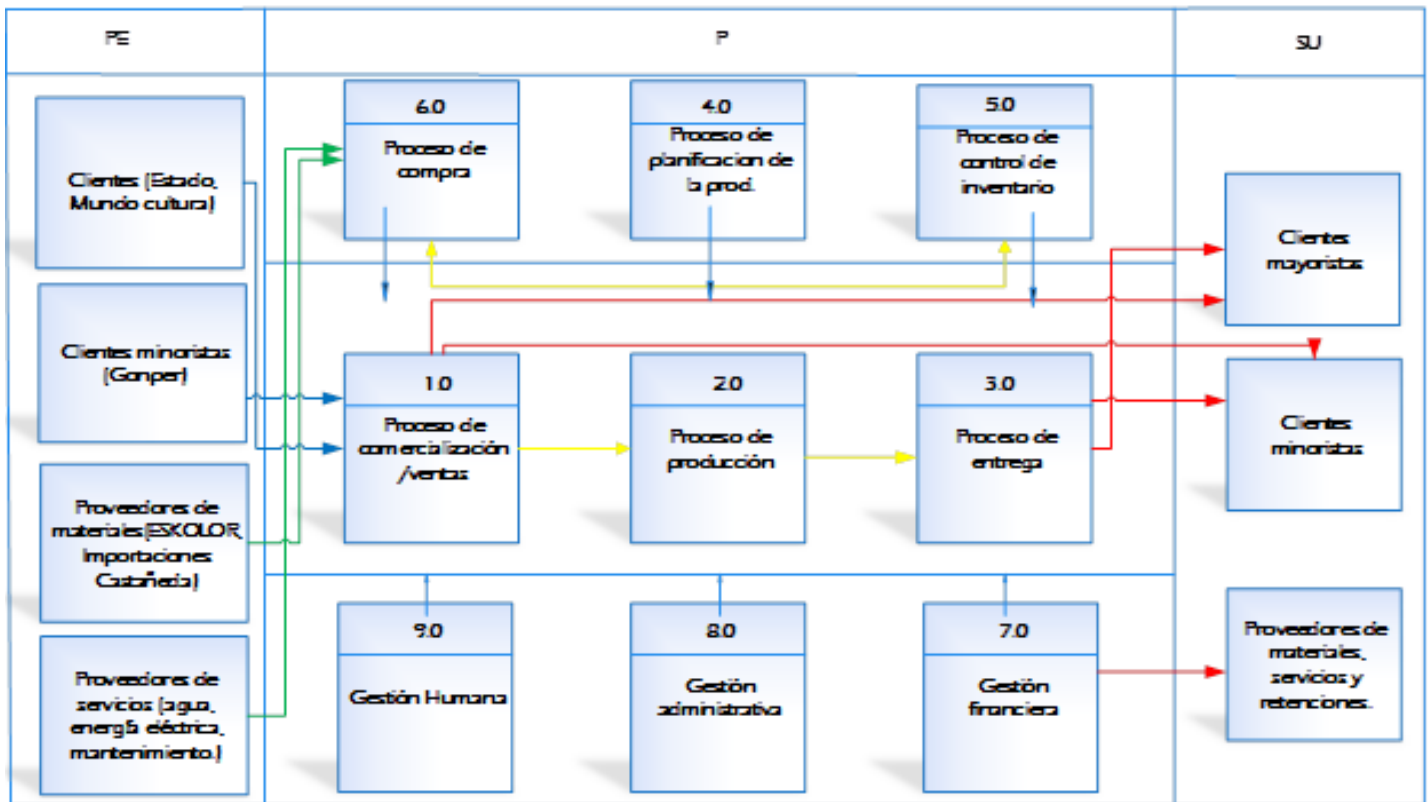 PE
P
SU
Clientes (Estado,
Mundo cultura)
Clientes minoristas
(Gonper)
Proveedores de
materiales(ESKOLOR,
Importaciones
Castañeda)
Proveedores de
servicios (agua,
energía eléctrica,
mantenimiento.)
6.0
Proceso de
compra
4.0
Proceso de
planificacion de
la prod.
5.0
Proceso de
control de
inventario
1.0
Proceso de
comercialización
/ventas
2.0
Proceso de
producción
3.0
Proceso de
entrega
9.0
Gestión Humana
8.0
Gestión
administrativa
7.0
Gestión
financiera
Clientes
mayoristas
Clientes
minoristas
Proveedores de
materiales,
servicios y
retenciones.